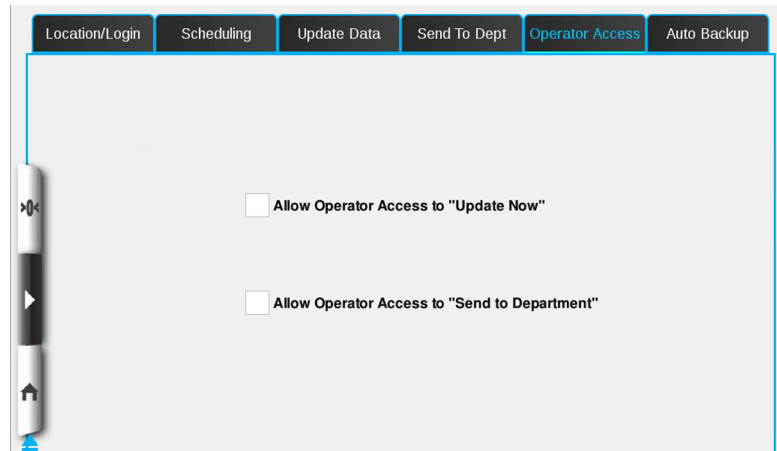 Location/Login
Scheduling
Update Data
Send To Dept
Operator Access
Auto Backup
>0<
Allow Operator Access to "Update Now"
Allow Operator Access to "Send to Department"